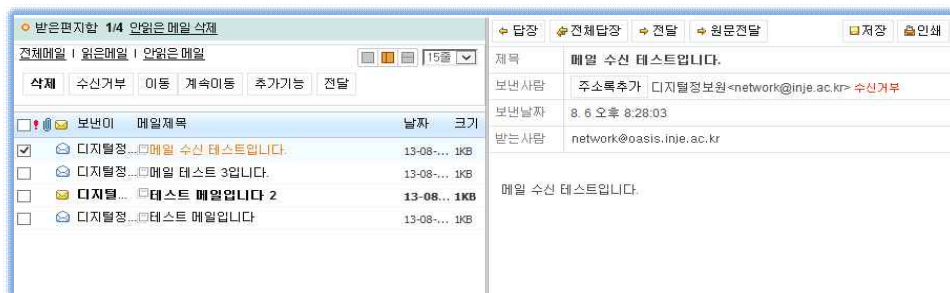 받은편지함 1/4 안읽은 메일 삭제
전체메일 | 읽은메일 | 안읽은 메일
15줄
삭제 수신거부 이동 계속이동 추가기능 전달
보낸이 메일제목 날짜 크기
디지털정... 메일 수신 테스트입니다. 13-08-... 1KB
디지털정... 메일 테스트 3입니다. 13-08-... 1KB
디지털... 테스트 메일입니다 2 13-08... 1KB
디지털정... 테스트 메일입니다 13-08-... 1KB
답장 전체답장 전달 원문전달 저장 인쇄
제목 메일 수신 테스트입니다.
보낸사람 주소록추가 디지털정보원<network@inje.ac.kr> 수신거부
보낸날짜 8. 6 오후 8:28:03
받는사람 network@oasis.inje.ac.kr
메일 수신 테스트입니다.